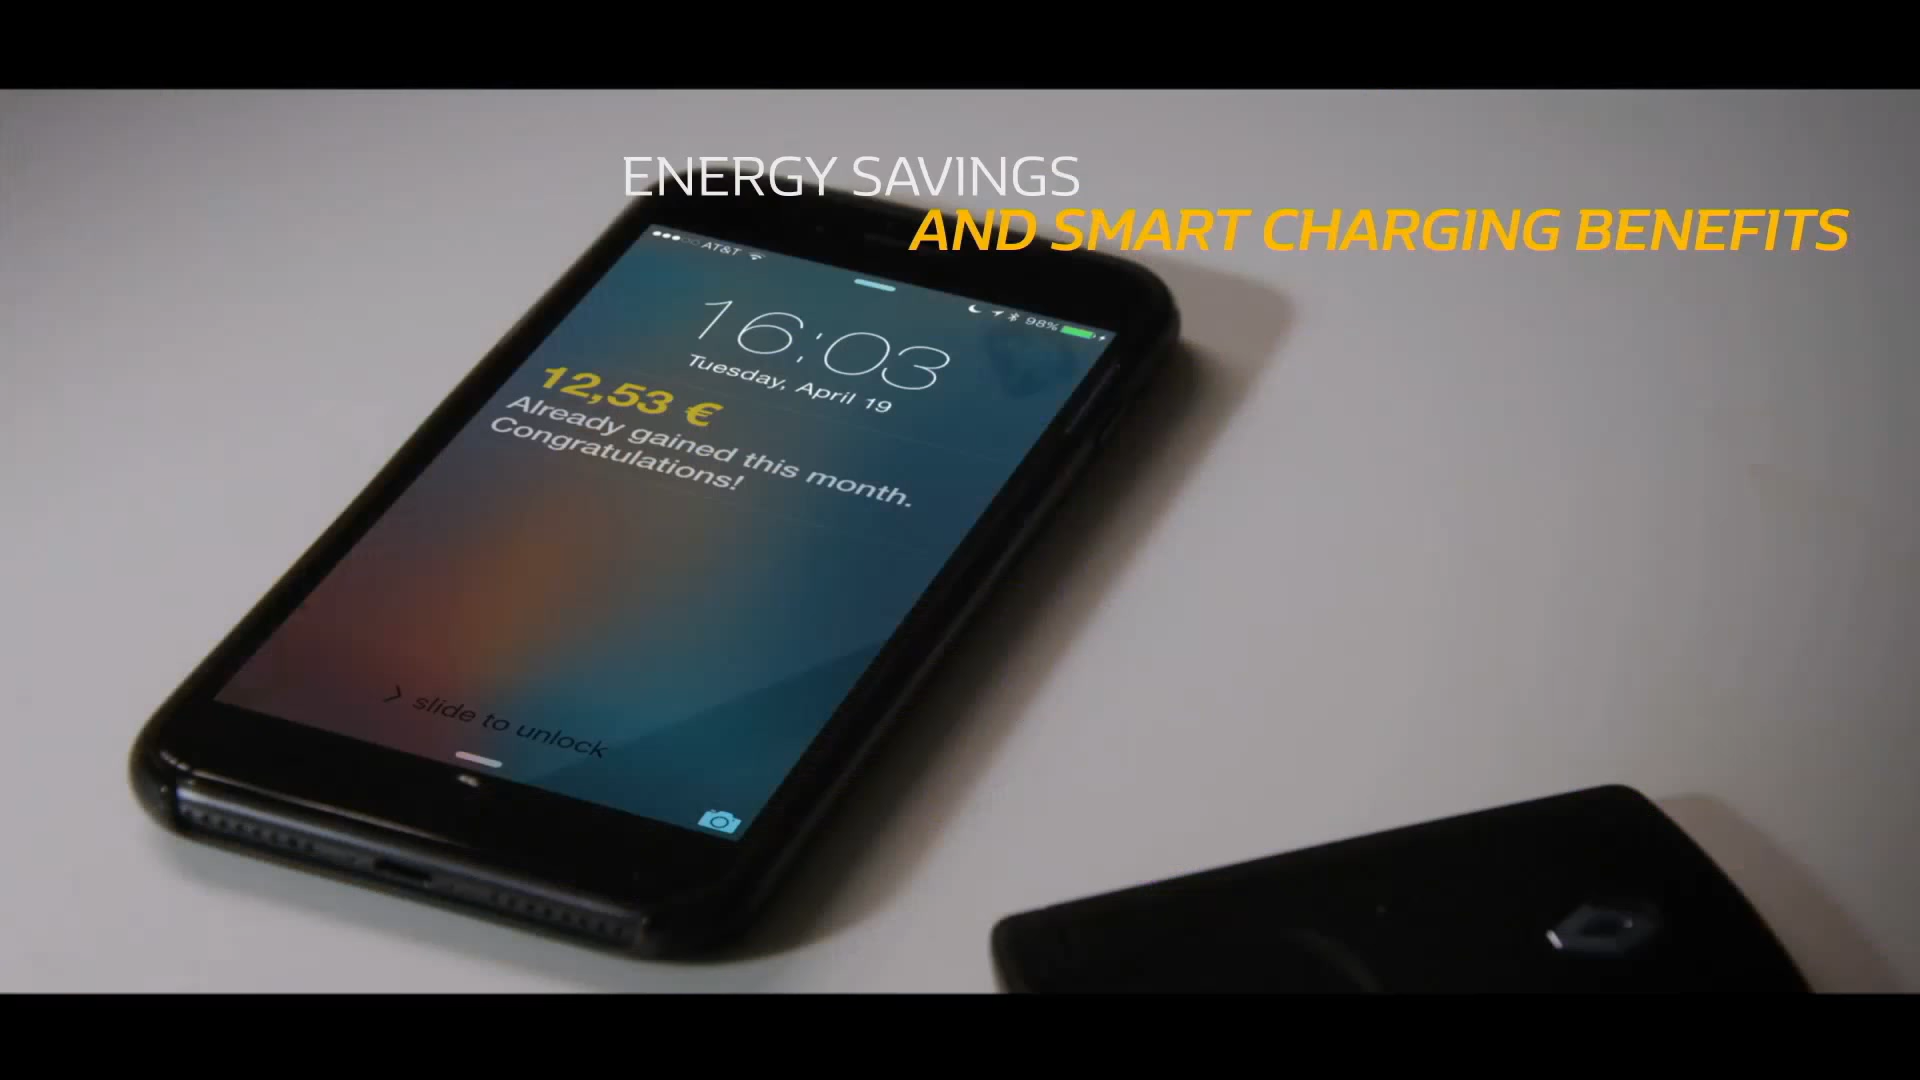 ENERGY SAVINGS
AND SMART CHARGING BENEFITS
AT&T
98%
16:03
Tuesday, April 19
12,53 €
Already gained this month.
Congratulations!
> slide to unlock